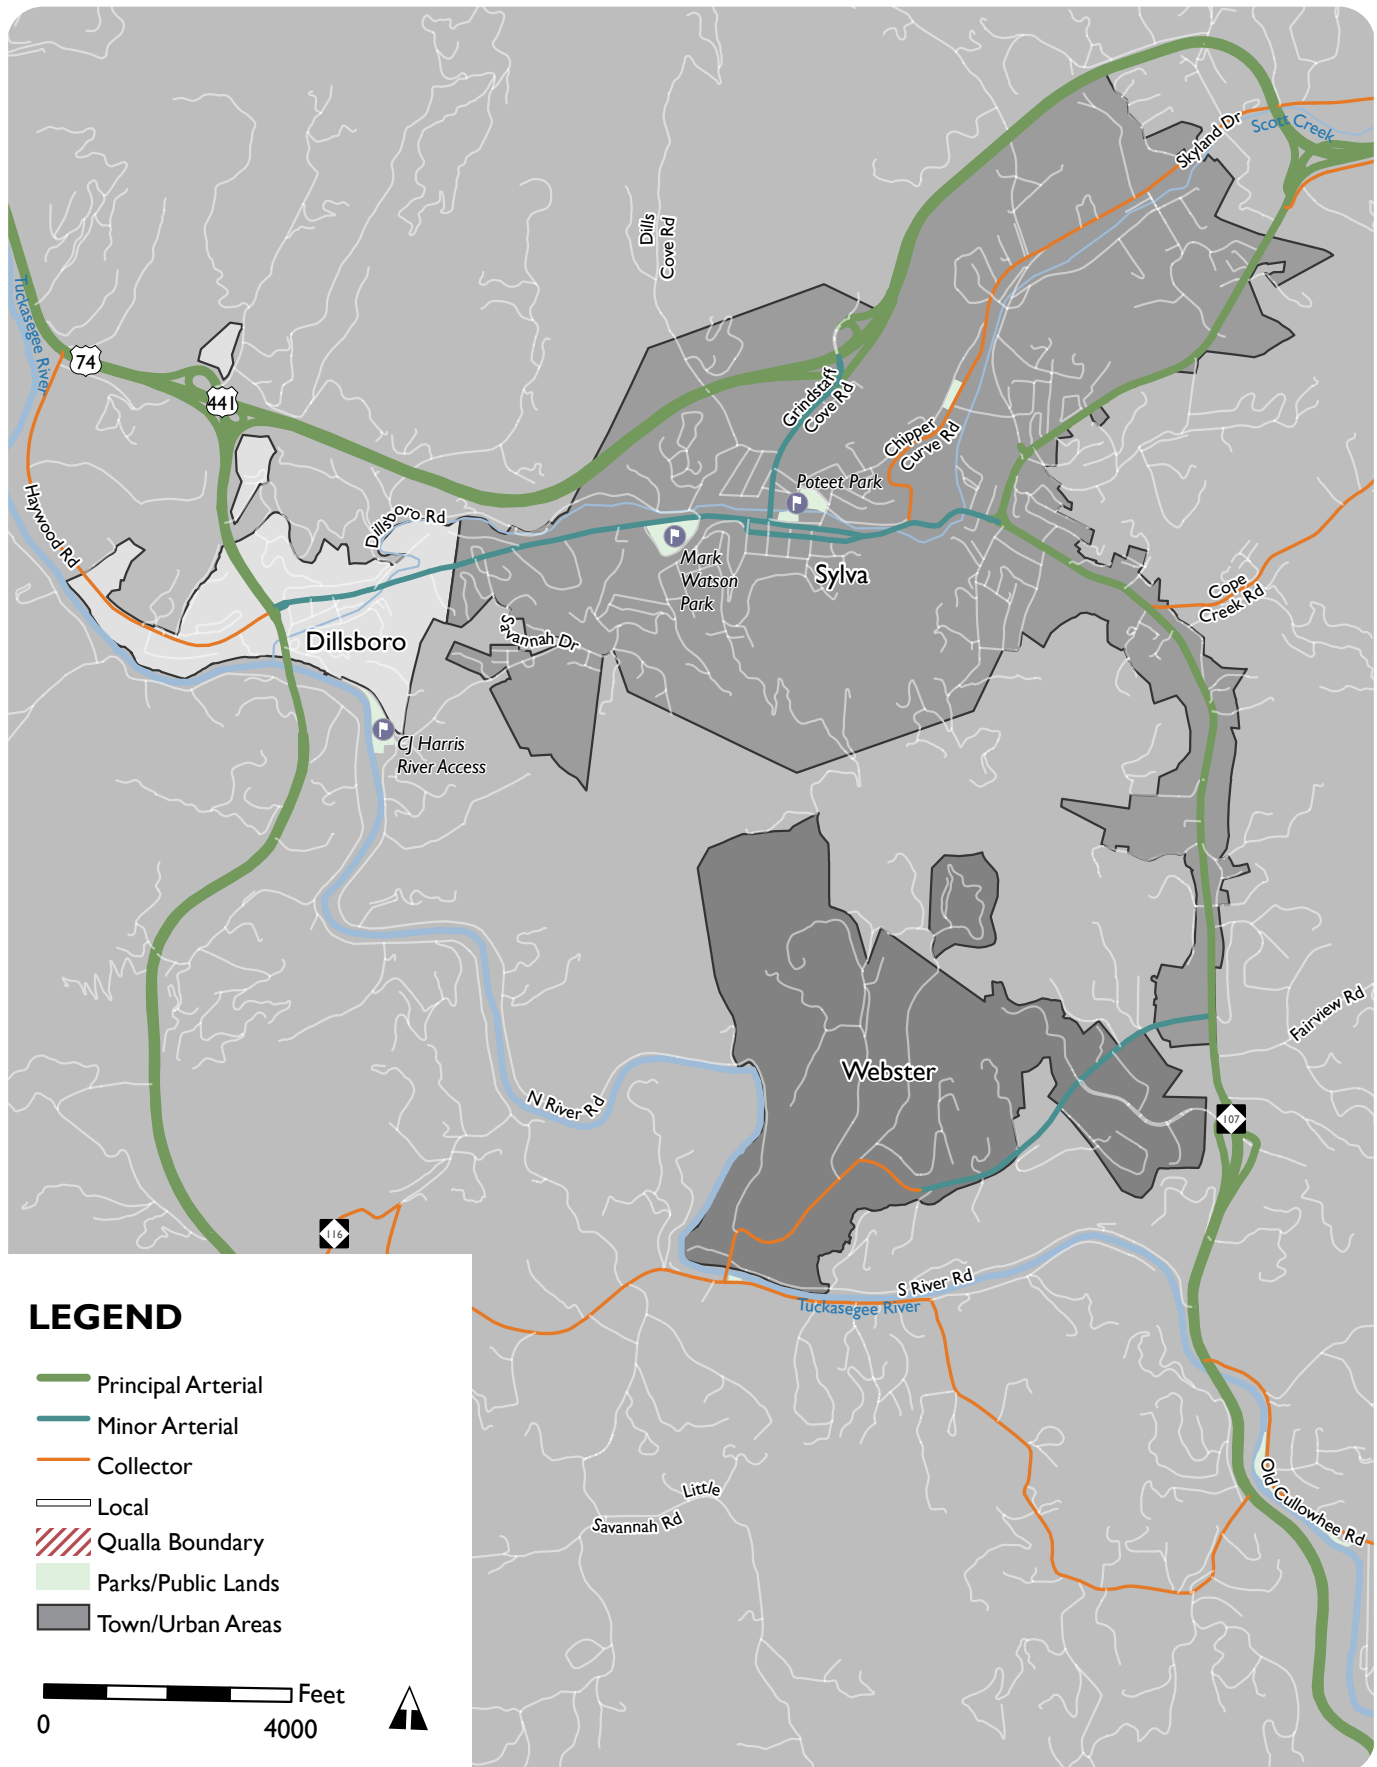 Skyland Dr
Scott Creek
Dills
Cove Rd
Tuckasegee River
74
441
Grindstaff
Cove Rd
Chipper
Curve Rd
Poteet Park
Haywood Rd
Dillsboro Rd
Mark
Watson
Park
Sylva
Cope
Creek Rd
Savannah Dr
Dillsboro
CJ Harris
River Access
Fairview Rd
Webster
N River Rd
107
116
S River Rd
Tuckasegee River
Old Cullowhee Rd
Little
Savannah Rd
LEGEND
Principal Arterial
Minor Arterial
Collector
Local
Qualla Boundary
Parks/Public Lands
Town/Urban Areas
Feet
0
4000